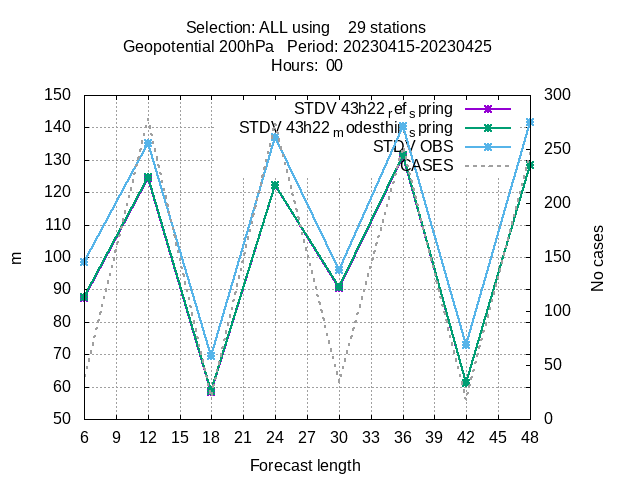 Selection: ALL using    29 stations
Geopotential 200hPa   Period: 20230415-20230425
Hours:  00
STDV 43h22_ref_spring
STDV 43h22_modesthin_spring
STDV OBS
CASES
150
140
130
120
110
100
90
80
70
60
50
m
300
250
200
150
100
50
0
No cases
6 9 12 15 18 21 24 27 30 33 36 39 42 45 48
Forecast length